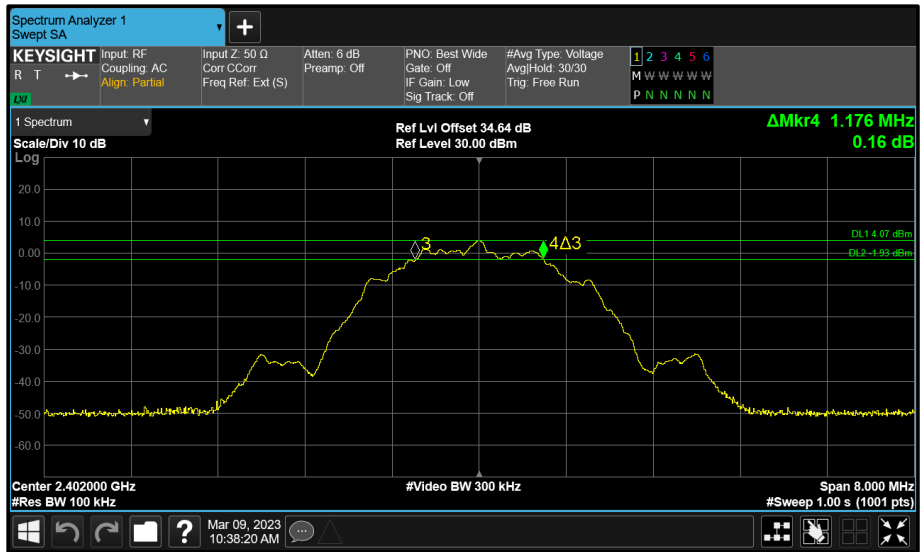 Spectrum Analyzer 1
Swept SA
+
KEYSIGHT
R T
LXI
Input: RF
Coupling: AC
Align: Partial
Input Z: 50 Ω
Corr CCorr
Freq Ref: Ext (S)
Atten: 6 dB
Preamp: Off
PNO: Best Wide
Gate: Off
IF Gain: Low
Sig Track: Off
#Avg Type: Voltage
Avg|Hold: 30/30
Trig: Free Run
1 2 3 4 5 6
M W W W W W
P N N N N N
1 Spectrum
Scale/Div 10 dB
Log
Ref Lvl Offset 34.64 dB
Ref Level 30.00 dBm
ΔMkr4 1.176 MHz
0.16 dB
20.0
10.0
0.00
-10.0
-20.0
-30.0
-40.0
-50.0
-60.0
3
4Δ3
DL1 4.07 dBm
DL2 -1.93 dBm
Center 2.402000 GHz
#Video BW 300 kHz
Span 8.000 MHz
#Res BW 100 kHz
#Sweep 1.00 s (1001 pts)
?
Mar 09, 2023
10:38:20 AM